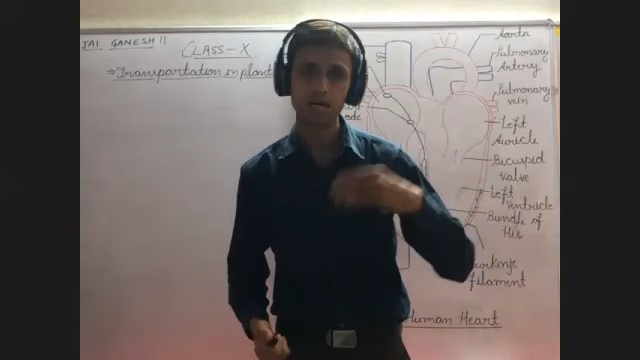 JAI GANESH !!
CLASS-X
⇒ Transportation in plant
Aorta
Pulmonary
Artery
Pulmonary
vein
Left
Auricle
Bicuspid
valve
Left
ventricle
Bundle of
His
urkinje
filament
Human Heart